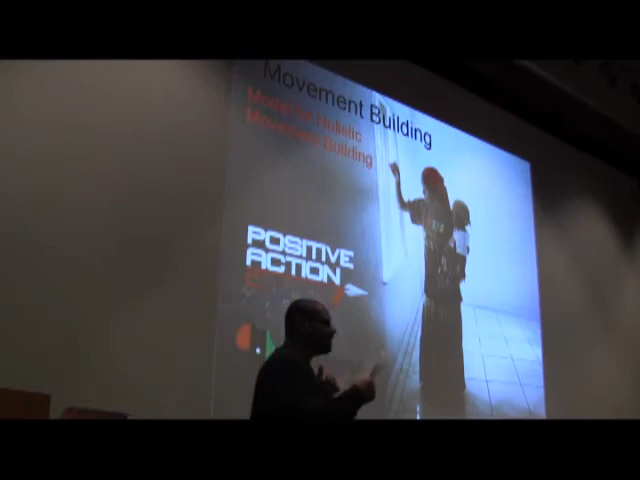 Movement Building
Model for Holistic
Movement Building
POSITIVE
ACTION